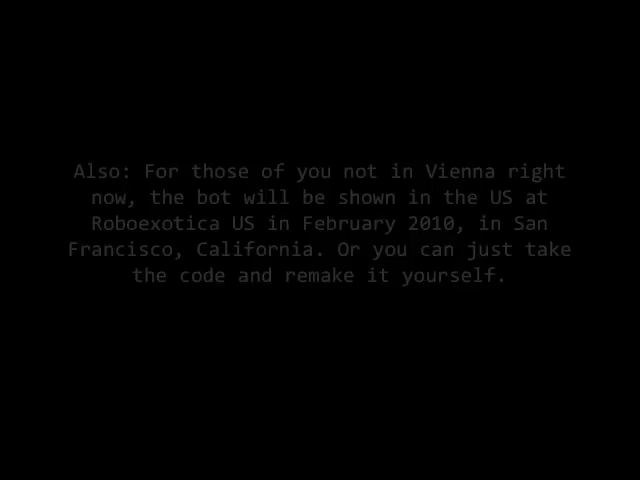 Also: For those of you not in Vienna right
now, the bot will be shown in the US at
Roboexotica US in February 2010, in San
Francisco, California. Or you can just take
the code and remake it yourself.